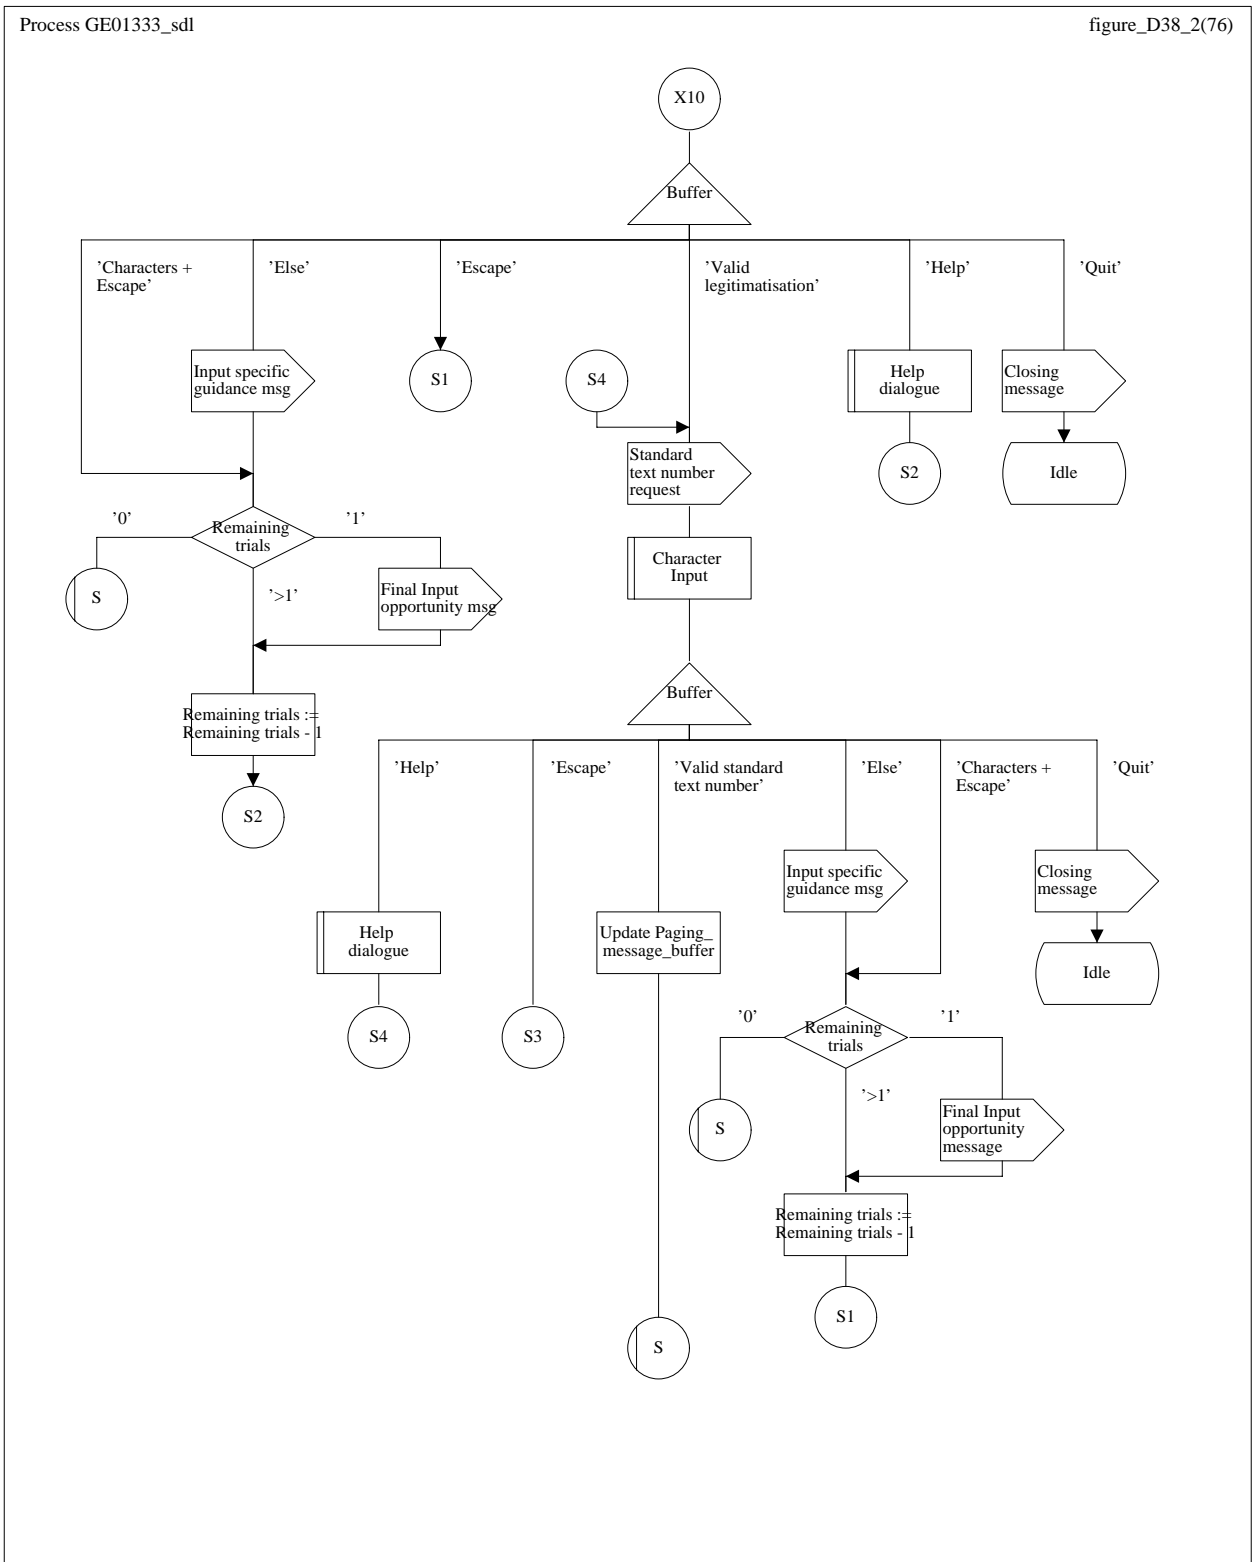 Process GE01333_sdl
figure_D38_2(76)
X10
Buffer
'Characters +
Escape'
'Else'
'Escape'
'Valid
legitimatisation'
'Help'
'Quit'
Input specific
guidance msg
S1
S4
Help
dialogue
Closing
message
Standard
text number
request
S2
Idle
'0'
Remaining
trials
'1'
Character
Input
S
'>1'
Final Input
opportunity msg
Buffer
Remaining trials :=
Remaining trials - 1
S2
'Help'
'Escape'
'Valid standard
text number'
'Else'
'Characters +
Escape'
'Quit'
Input specific
guidance msg
Closing
message
Help
dialogue
Update Paging_
message_buffer
Idle
S4
S3
'0'
Remaining
trials
'1'
'>1'
S
Final Input
opportunity
message
Remaining trials :=
Remaining trials - 1
S1
S